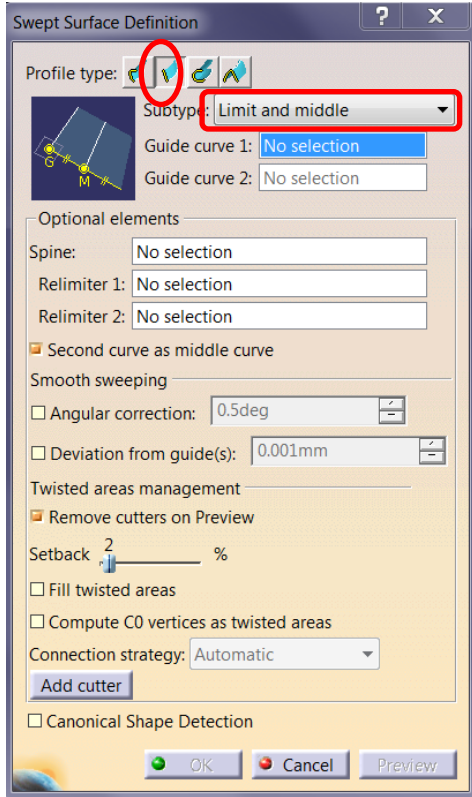 Swept Surface Definition ? X
Profile type:
Subtype: Limit and middle
Guide curve 1: No selection
G M
Guide curve 2: No selection
Optional elements
Spine: No selection
Relimiter 1: No selection
Relimiter 2: No selection
Second curve as middle curve
Smooth sweeping
Angular correction: 0.5deg
Deviation from guide(s): 0.001mm
Twisted areas management
Remove cutters on Preview
Setback 2 %
Fill twisted areas
Compute C0 vertices as twisted areas
Connection strategy: Automatic
Add cutter
Canonical Shape Detection
OK Cancel Preview